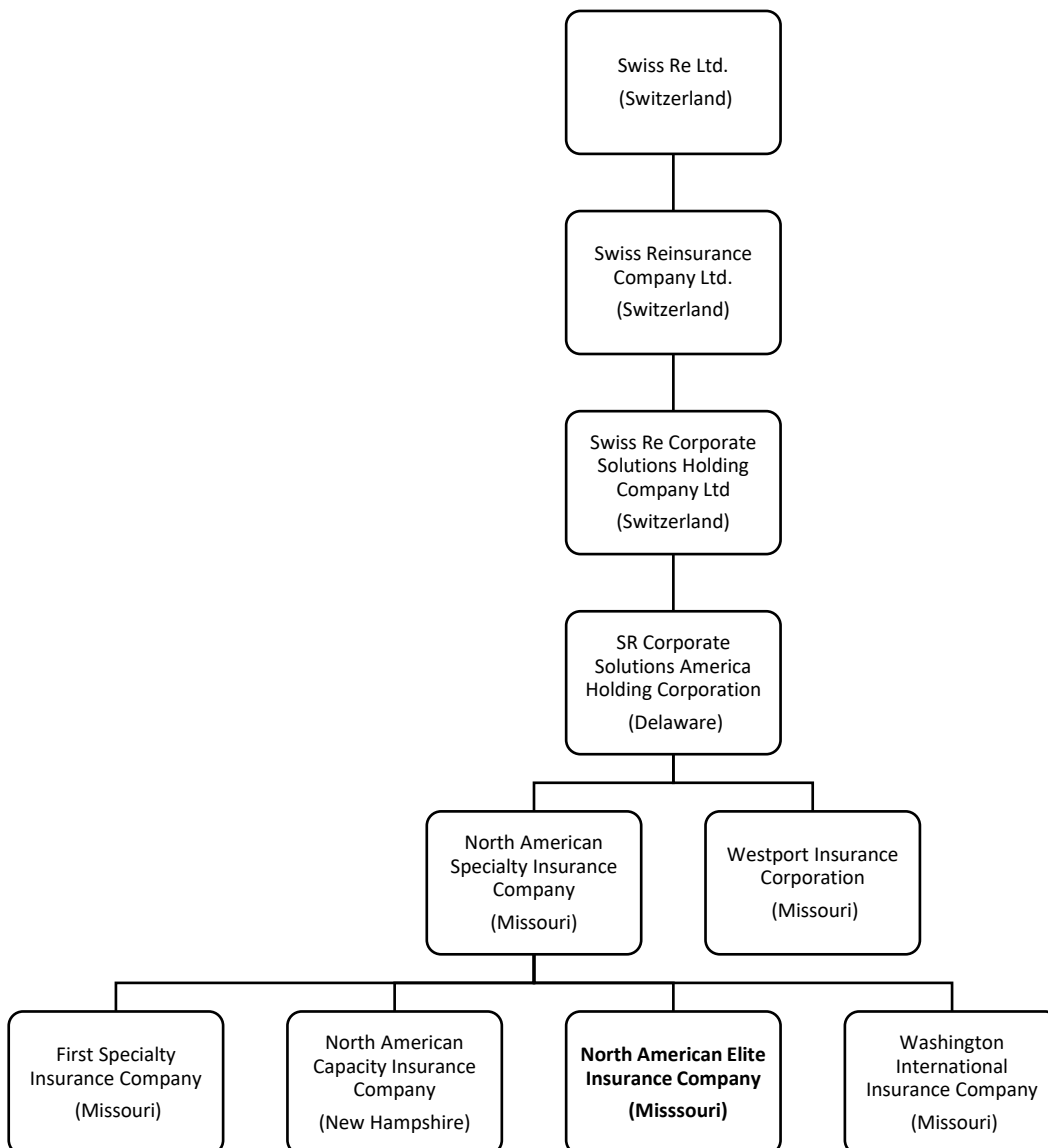 Swiss Re Ltd.
(Switzerland)
Swiss Reinsurance
Company Ltd.
(Switzerland)
Swiss Re Corporate
Solutions Holding
Company Ltd
(Switzerland)
SR Corporate
Solutions America
Holding Corporation
(Delaware)
North American
Specialty Insurance
Company
(Missouri)
Westport Insurance
Corporation
(Missouri)
First Specialty
Insurance Company
(Missouri)
North American
Capacity Insurance
Company
(New Hampshire)
North American Elite
Insurance Company
(Misssouri)
Washington
International
Insurance Company
(Missouri)